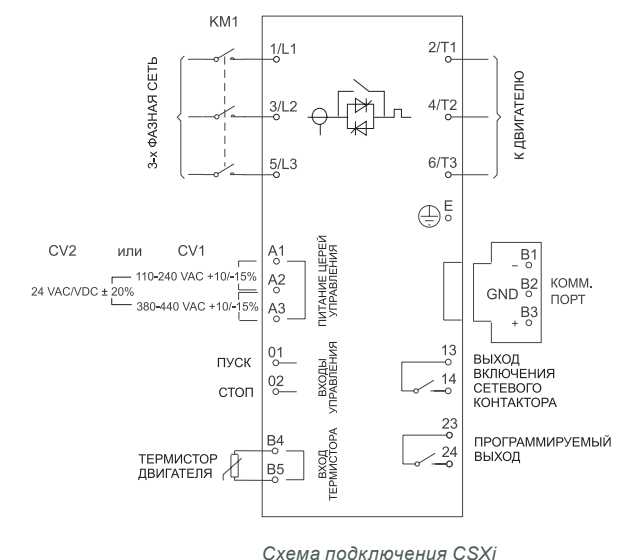 KM1
1/L1
2/T1
3-х ФАЗНАЯ СЕТЬ
3/L2
4/T2
К ДВИГАТЕЛЮ
5/L3
6/T3
E
CV2 или CV1
A1
110-240 VAC +10/-15%
A2
24 VAC/VDC ± 20%
380-440 VAC +10/-15%
A3
ПИТАНИЕ ЦЕРЕЙ
УПРАВЛЕНИЯ
B1
–
GND B2
B3
+
КОММ.
ПОРТ
ПУСК 01
СТОП 02
ВХОДЫ
УПРАВЛЕНИЯ
13
14
ВЫХОД
ВКЛЮЧЕНИЯ
СЕТЕВОГО
КОНТАКТОРА
ТЕРМИСТОР
ДВИГАТЕЛЯ
B4
B5
ВХОД
ТЕРМИСТОРА
23
24
ПРОГРАММИРУЕМЫЙ
ВЫХОД
Схема подключения CSXi